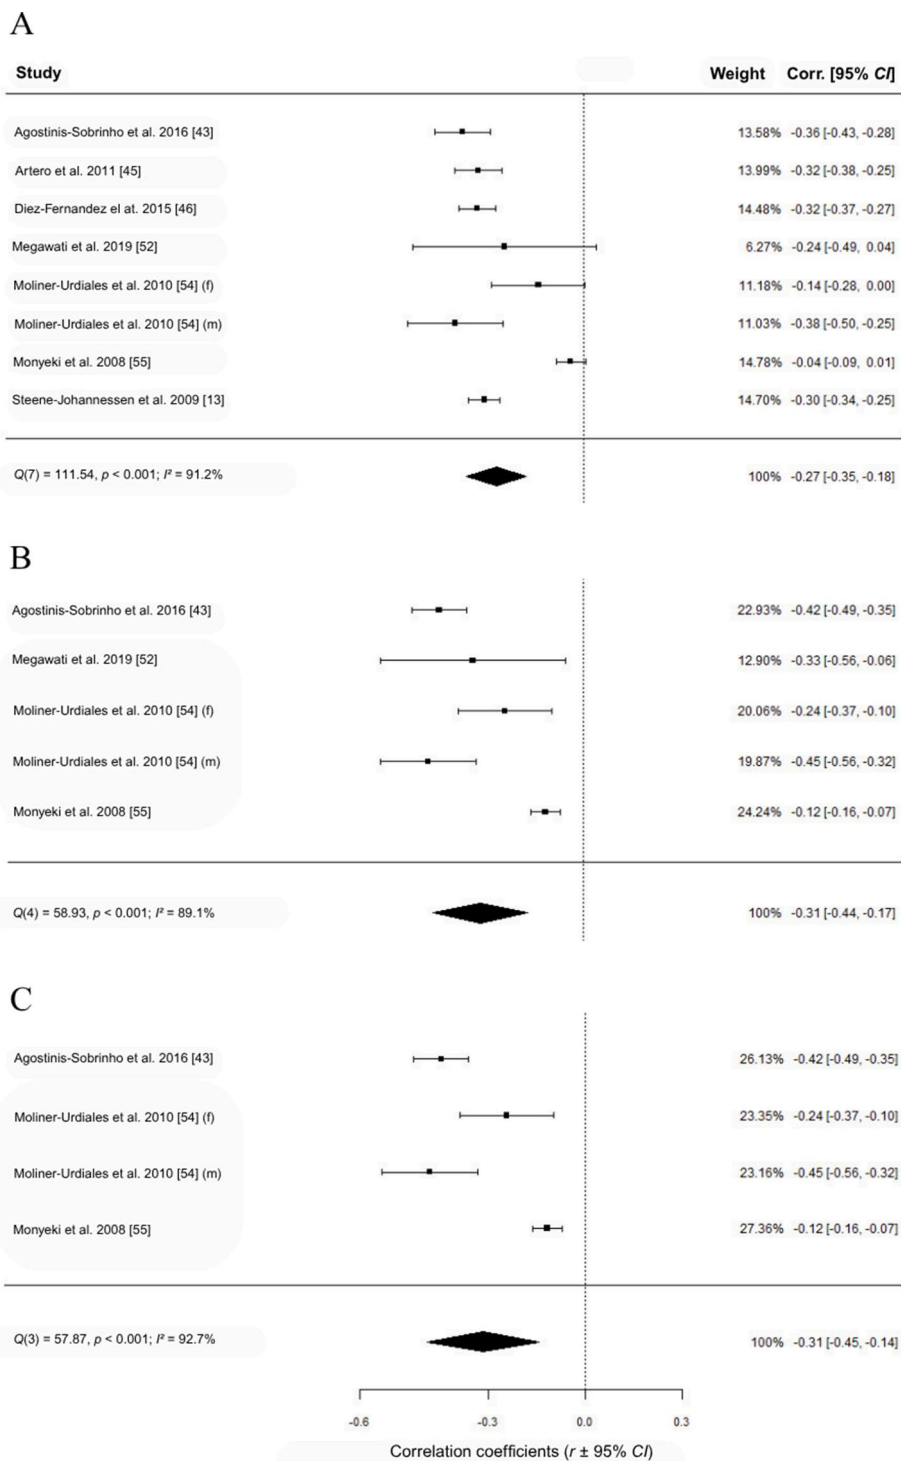 A
Study Weight Corr. [95% CI]
Agostinis-Sobrinho et al. 2016 [43] 13.58% -0.36 [-0.43, -0.28]
Artero et al. 2011 [45] 13.99% -0.32 [-0.38, -0.25]
Diez-Fernandez el at. 2015 [46] 14.48% -0.32 [-0.37, -0.27]
Megawati et al. 2019 [52] 6.27% -0.24 [-0.49, 0.04]
Moliner-Urdiales et al. 2010 [54] (f) 11.18% -0.14 [-0.28, 0.00]
Moliner-Urdiales et al. 2010 [54] (m) 11.03% -0.38 [-0.50, -0.25]
Monyeki et al. 2008 [55] 14.78% -0.04 [-0.09, 0.01]
Steene-Johannessen et al. 2009 [13] 14.70% -0.30 [-0.34, -0.25]
Q(7) = 111.54, p < 0.001; I² = 91.2% 100% -0.27 [-0.35, -0.18]
B
Agostinis-Sobrinho et al. 2016 [43] 22.93% -0.42 [-0.49, -0.35]
Megawati et al. 2019 [52] 12.90% -0.33 [-0.56, -0.06]
Moliner-Urdiales et al. 2010 [54] (f) 20.06% -0.24 [-0.37, -0.10]
Moliner-Urdiales et al. 2010 [54] (m) 19.87% -0.45 [-0.56, -0.32]
Monyeki et al. 2008 [55] 24.24% -0.12 [-0.16, -0.07]
Q(4) = 58.93, p < 0.001; I² = 89.1% 100% -0.31 [-0.44, -0.17]
C
Agostinis-Sobrinho et al. 2016 [43] 26.13% -0.42 [-0.49, -0.35]
Moliner-Urdiales et al. 2010 [54] (f) 23.35% -0.24 [-0.37, -0.10]
Moliner-Urdiales et al. 2010 [54] (m) 23.16% -0.45 [-0.56, -0.32]
Monyeki et al. 2008 [55] 27.36% -0.12 [-0.16, -0.07]
Q(3) = 57.87, p < 0.001; I² = 92.7% 100% -0.31 [-0.45, -0.14]
-0.6 -0.3 0.0 0.3
Correlation coefficients (r ± 95% CI)